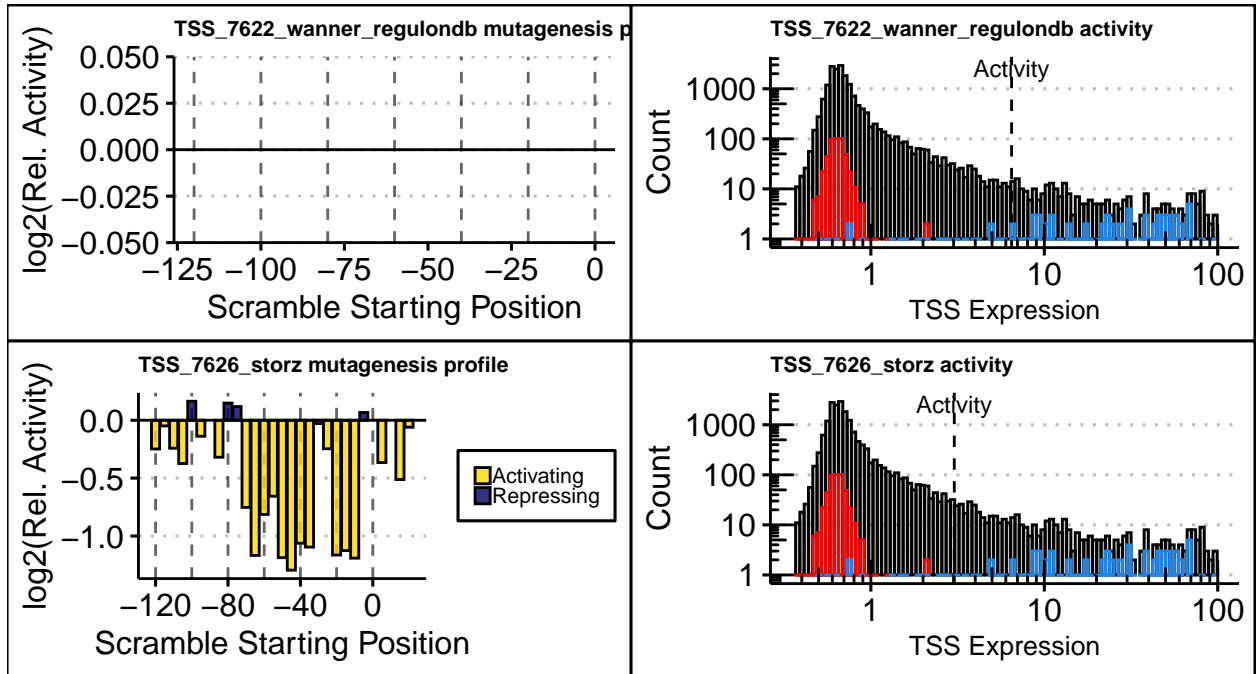 TSS_7622_wanner_regulondb mutagenesis p
log2(Rel. Activity)
0.050
0.025
0.000
−0.025
−0.050
−125 −100 −75 −50 −25 0
Scramble Starting Position
TSS_7622_wanner_regulondb activity
Activity
Count
1000
100
10
1
1 10 100
TSS Expression
TSS_7626_storz mutagenesis profile
log2(Rel. Activity)
0.0
−0.5
−1.0
−120 −80 −40 0
Scramble Starting Position
Activating
Repressing
TSS_7626_storz activity
Activity
Count
1000
100
10
1
1 10 100
TSS Expression